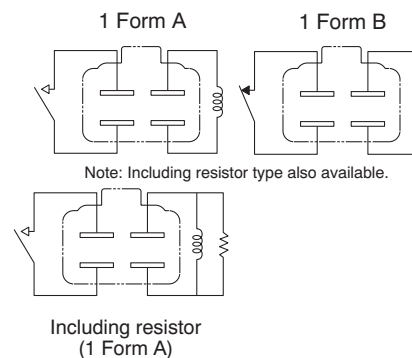 1 Form A
1 Form B
Note: Including resistor type also available.
Including resistor
(1 Form A)